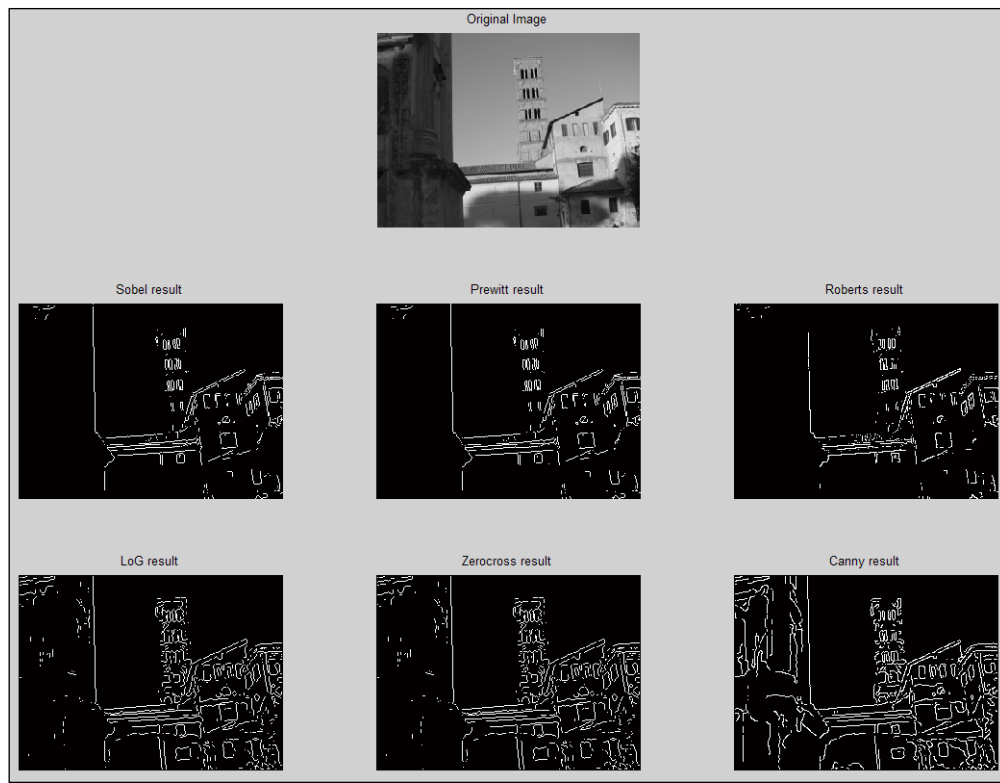 Original Image
Sobel result
Prewitt result
Roberts result
LoG result
Zerocross result
Canny result